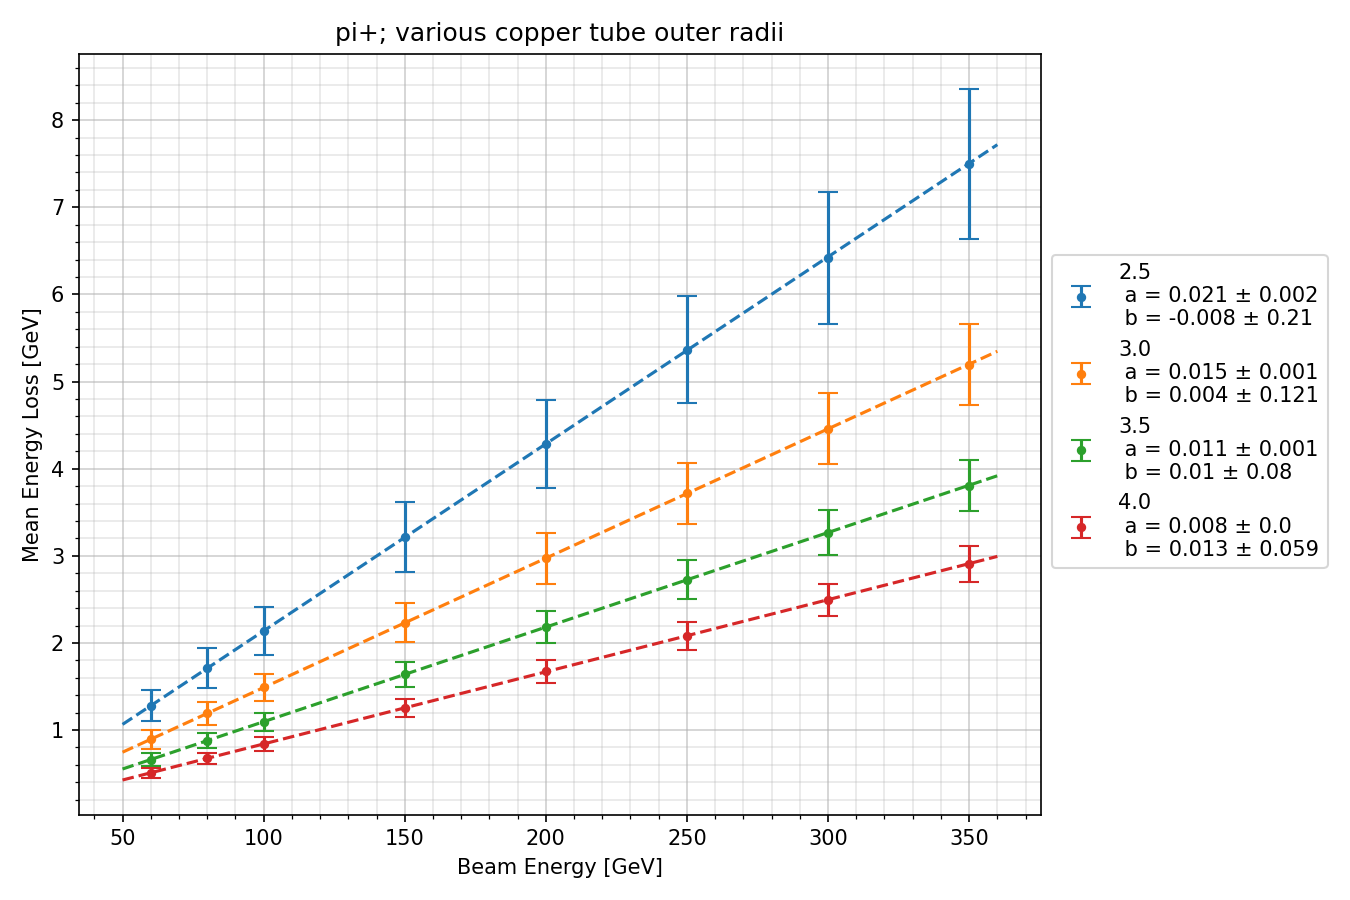 pi+; various copper tube outer radii
8
7
6
5
4
3
2
1
Mean Energy Loss [GeV]
50 100 150 200 250 300 350
Beam Energy [GeV]
2.5
a = 0.021 ± 0.002
b = -0.008 ± 0.21
3.0
a = 0.015 ± 0.001
b = 0.004 ± 0.121
3.5
a = 0.011 ± 0.001
b = 0.01 ± 0.08
4.0
a = 0.008 ± 0.0
b = 0.013 ± 0.059